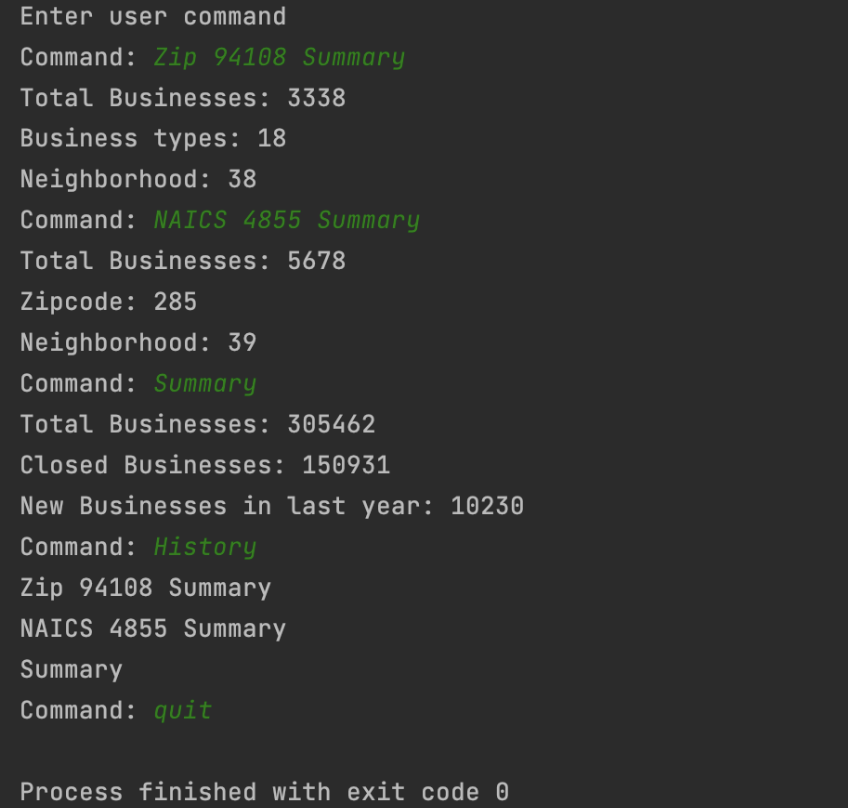 Enter user command
Command: Zip 94108 Summary
Total Businesses: 3338
Business types: 18
Neighborhood: 38
Command: NAICS 4855 Summary
Total Businesses: 5678
Zipcode: 285
Neighborhood: 39
Command: Summary
Total Businesses: 305462
Closed Businesses: 150931
New Businesses in last year: 10230
Command: History
Zip 94108 Summary
NAICS 4855 Summary
Summary
Command: quit
Process finished with exit code 0